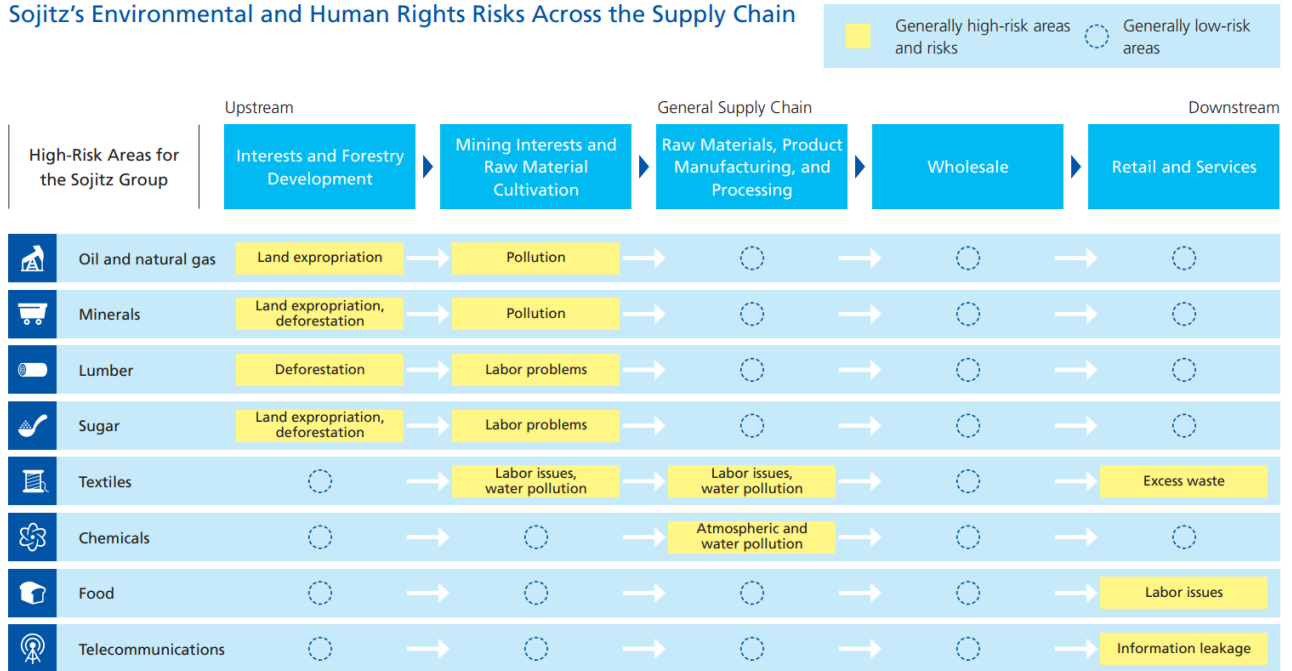 Sojitz's Environmental and Human Rights Risks Across the Supply Chain
Generally high-risk areas
and risks
Generally low-risk
areas
Upstream
General Supply Chain
Downstream
High-Risk Areas for
the Sojitz Group
Interests and Forestry
Development
Mining Interests and
Raw Material
Cultivation
Raw Materials, Product
Manufacturing, and
Processing
Wholesale
Retail and Services
Oil and natural gas
Land expropriation
Pollution
Minerals
Land expropriation,
deforestation
Pollution
Lumber
Deforestation
Labor problems
Sugar
Land expropriation,
deforestation
Labor problems
Textiles
Labor issues,
water pollution
Labor issues,
water pollution
Excess waste
Chemicals
Atmospheric and
water pollution
Food
Labor issues
Telecommunications
Information leakage